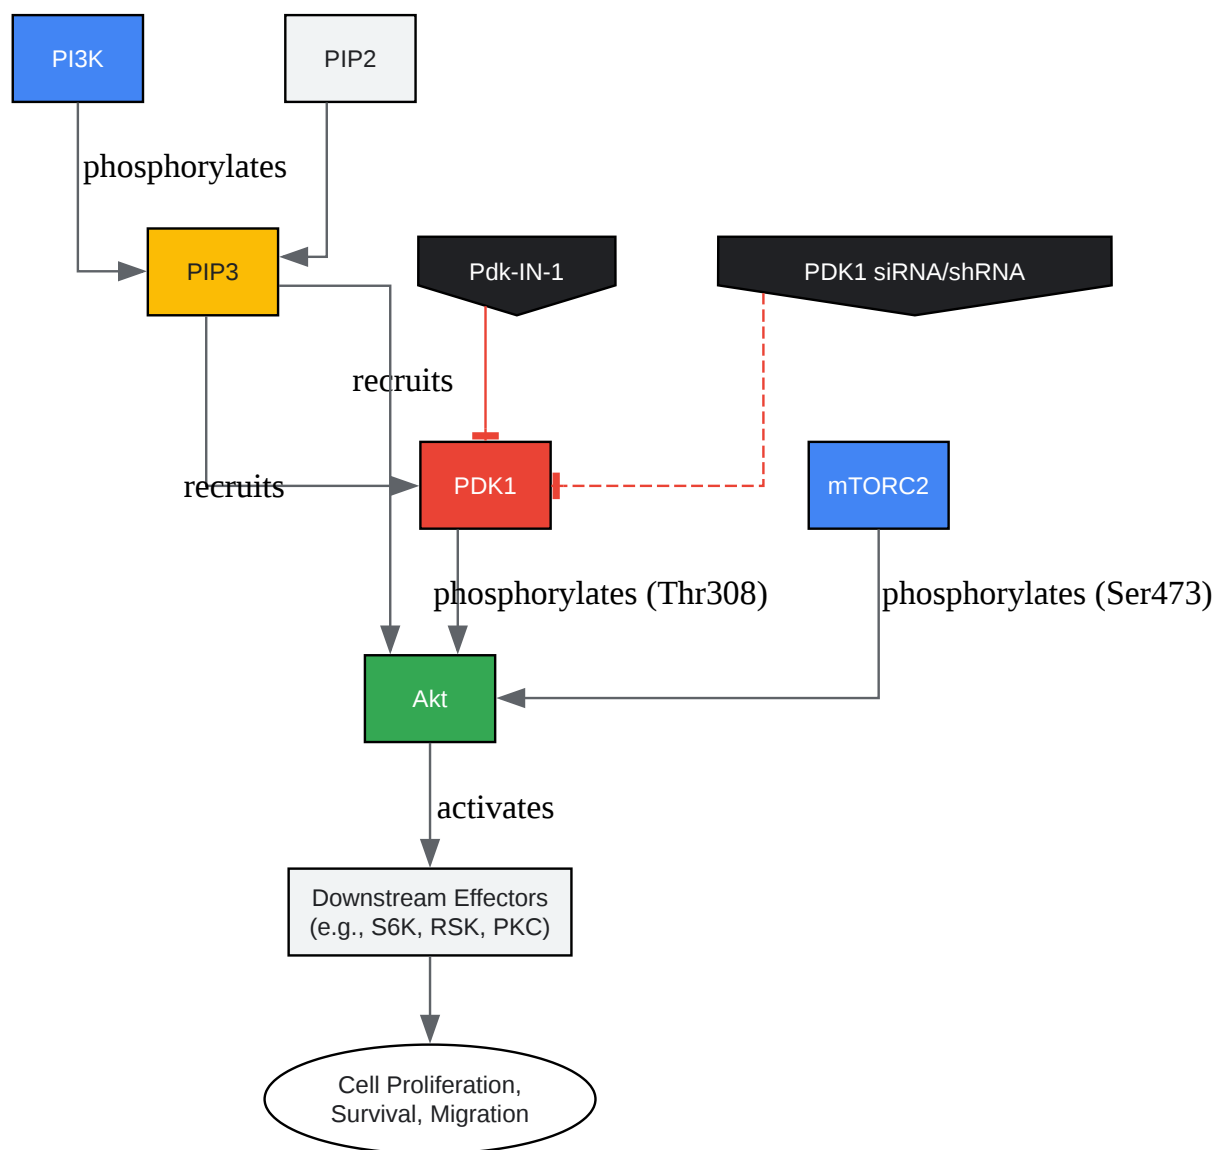 PI3K
PIP2
phosphorylates
PIP3
Pdk-IN-1
PDK1 siRNA/shRNA
recruits
recruits
PDK1
mTORC2
phosphorylates (Thr308)
phosphorylates (Ser473)
Akt
activates
Downstream Effectors
(e.g., S6K, RSK, PKC)
Cell Proliferation,
Survival, Migration